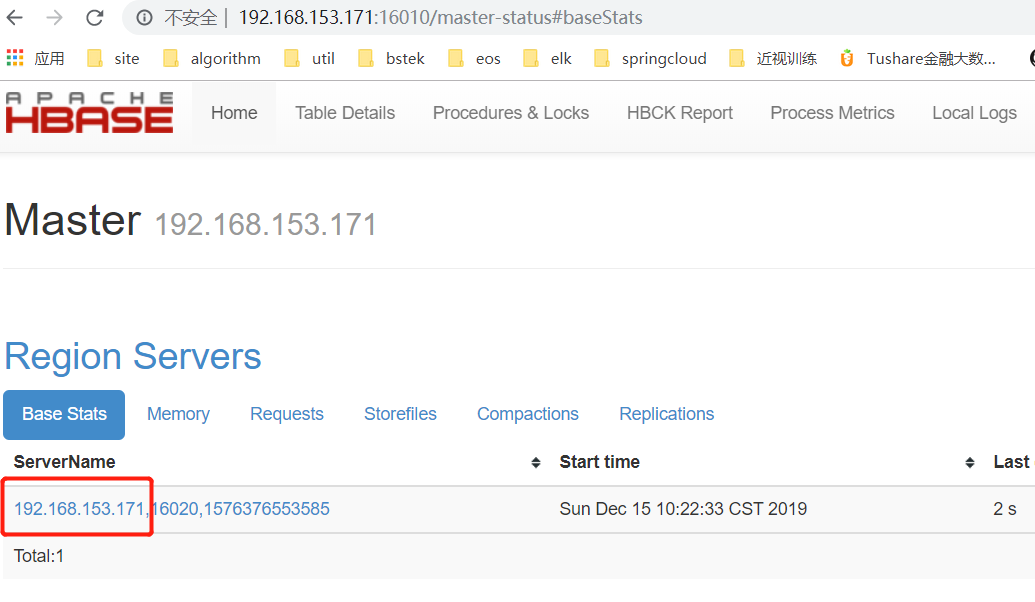 不安全 | 192.168.153.171:16010/master-status#baseStats
应用 site algorithm util bstek eos elk springcloud 近视训练 Tushare金融大数...
APACHE
HBASE
Home Table Details Procedures & Locks HBCK Report Process Metrics Local Logs
Master 192.168.153.171
Region Servers
Base Stats Memory Requests Storefiles Compactions Replications
ServerName Start time Last
192.168.153.171,16020,1576376553585 Sun Dec 15 10:22:33 CST 2019 2 s
Total:1